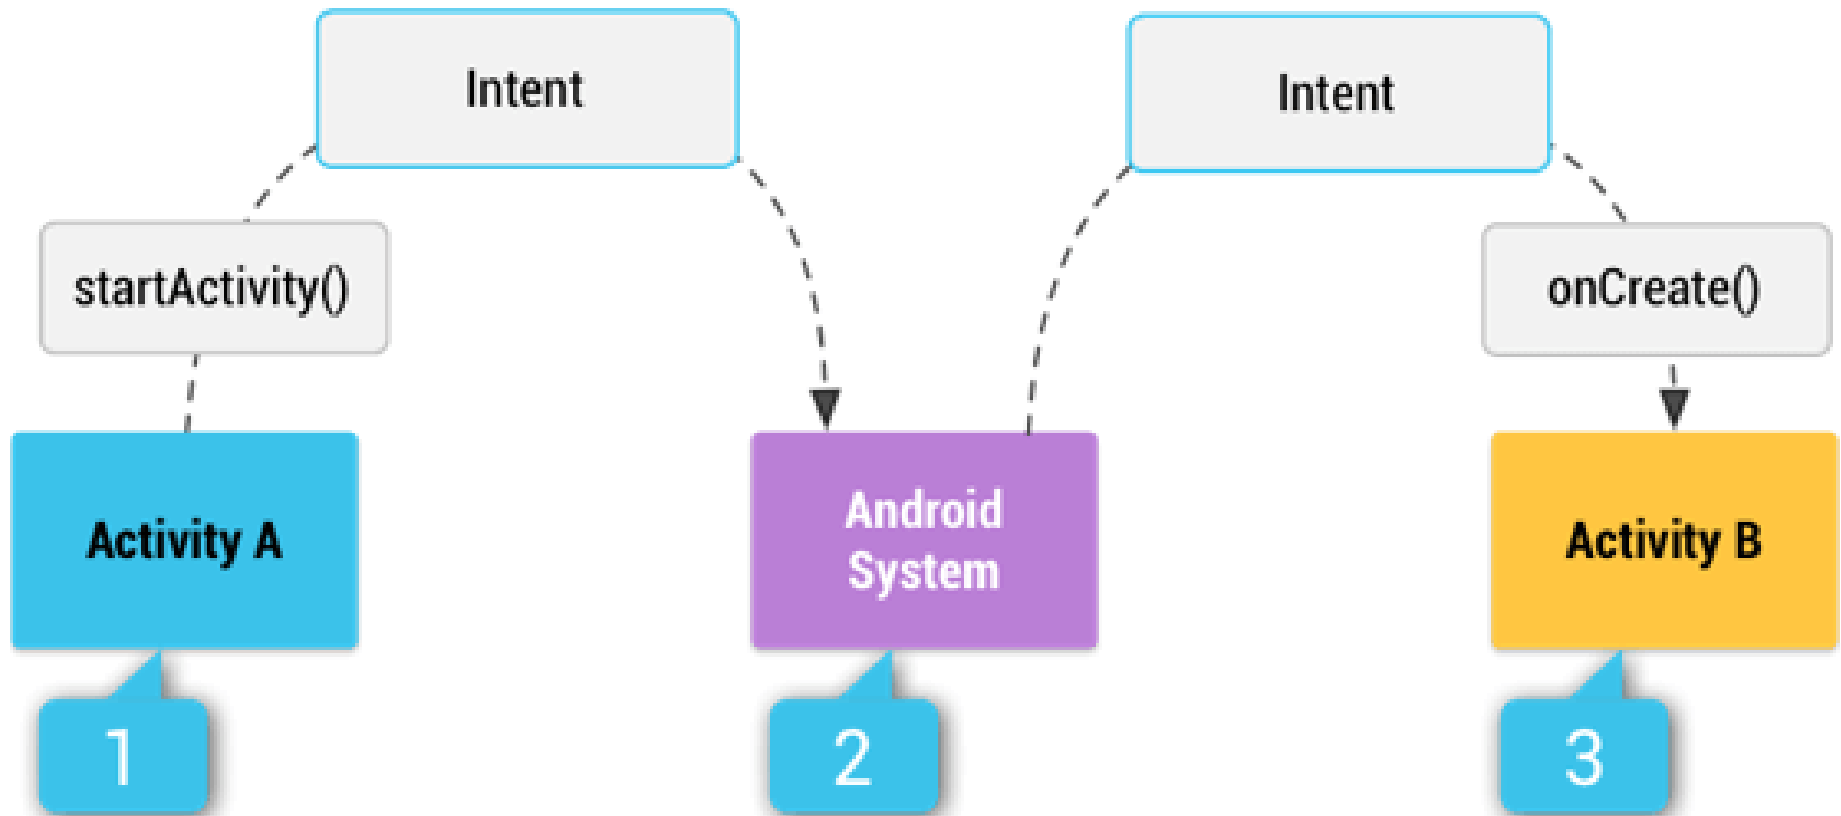 Intent
Intent
startActivity()
onCreate()
Activity A
Android
System
Activity B
1
2
3